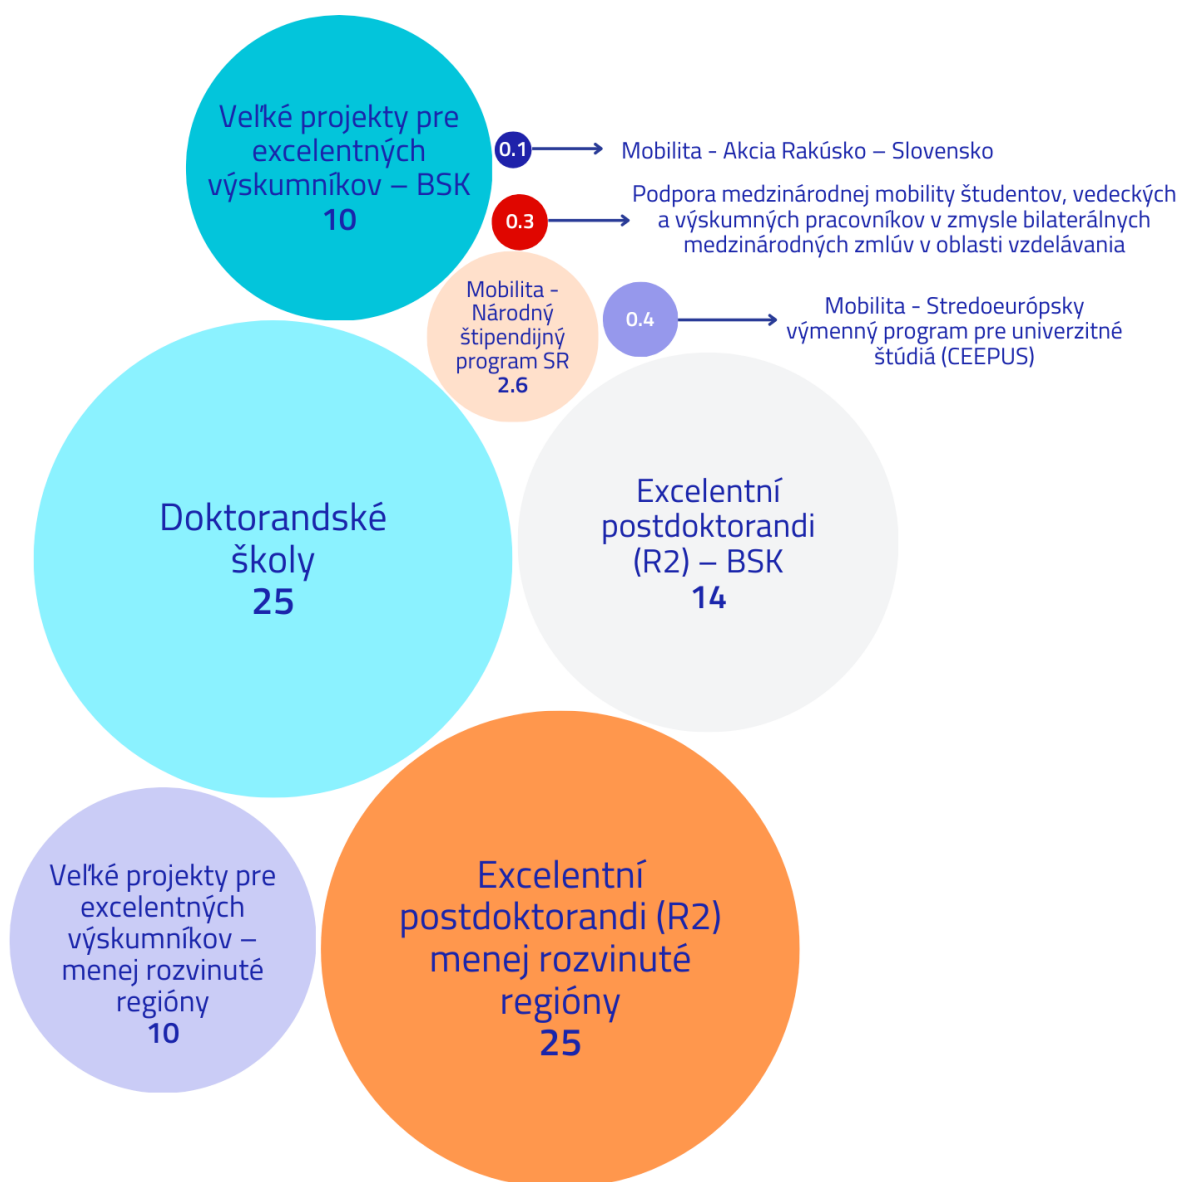 Veľké projekty pre
excelentných
výskumníkov – BSK
10
0.1
Mobilita - Akcia Rakúsko – Slovensko
0.3
Podpora medzinárodnej mobility študentov, vedeckých
a výskumných pracovníkov v zmysle bilaterálnych
medzinárodných zmlúv v oblasti vzdelávania
Mobilita -
Národný
štipendijný
program SR
2.6
0.4
Mobilita - Stredoeurópsky
výmenný program pre univerzitné
štúdiá (CEEPUS)
Doktorandské
školy
25
Excelentní
postdoktorandi
(R2) – BSK
14
Veľké projekty pre
excelentných
výskumníkov –
menej rozvinuté
regióny
10
Excelentní
postdoktorandi (R2)
menej rozvinuté
regióny
25